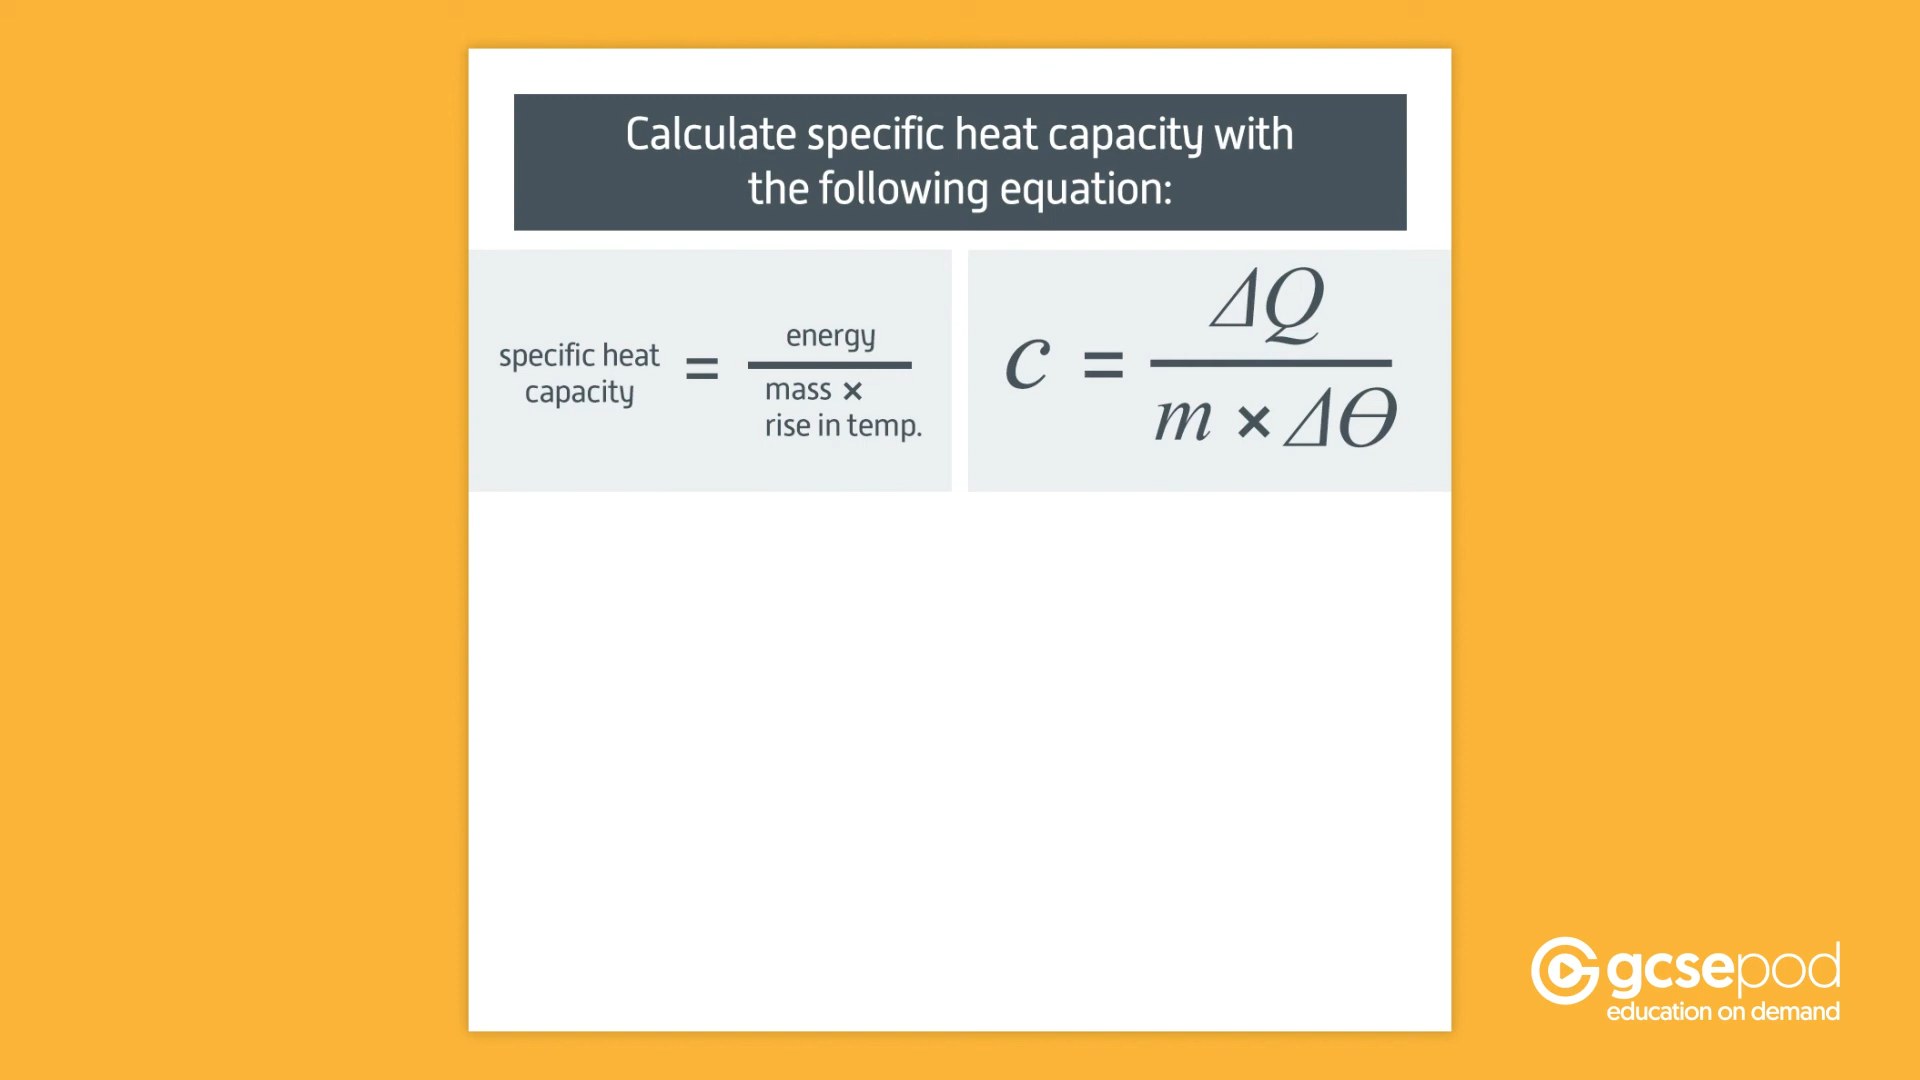 Calculate specific heat capacity with
the following equation:
specific heat
capacity
=
energy
mass ×
rise in temp.
c = ΔQ
m × Δϴ
gcsepod
education on demand